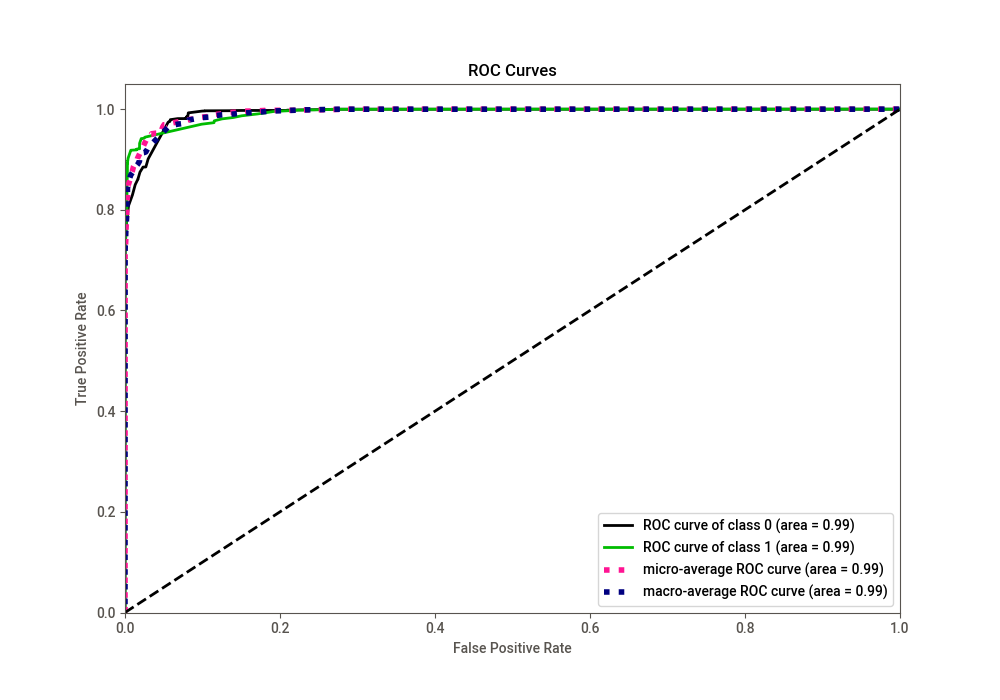 ROC Curves
1.0
0.8
0.6
0.4
0.2
0.0
True Positive Rate
0.0 0.2 0.4 0.6 0.8 1.0
False Positive Rate
ROC curve of class 0 (area = 0.99)
ROC curve of class 1 (area = 0.99)
micro-average ROC curve (area = 0.99)
macro-average ROC curve (area = 0.99)